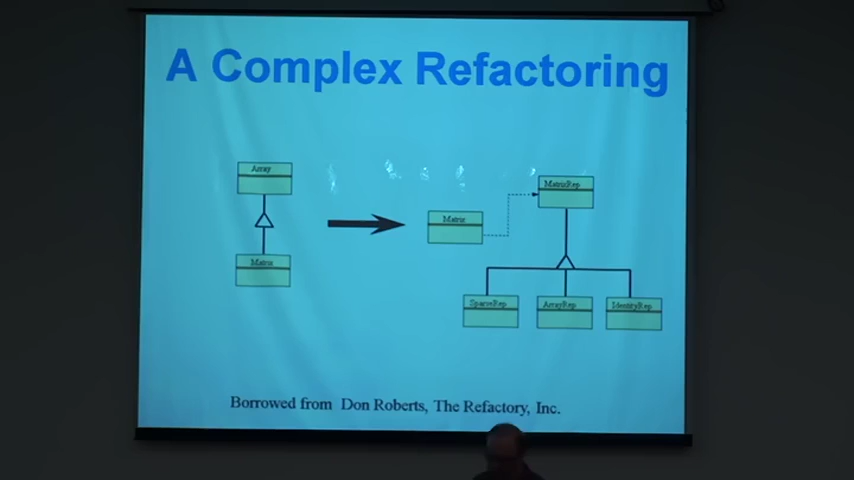 A Complex Refactoring
Array
Matrix
Matrix
MatrixRep
SparseRep
ArrayRep
IdentityRep
Borrowed from Don Roberts, The Refactory, Inc.